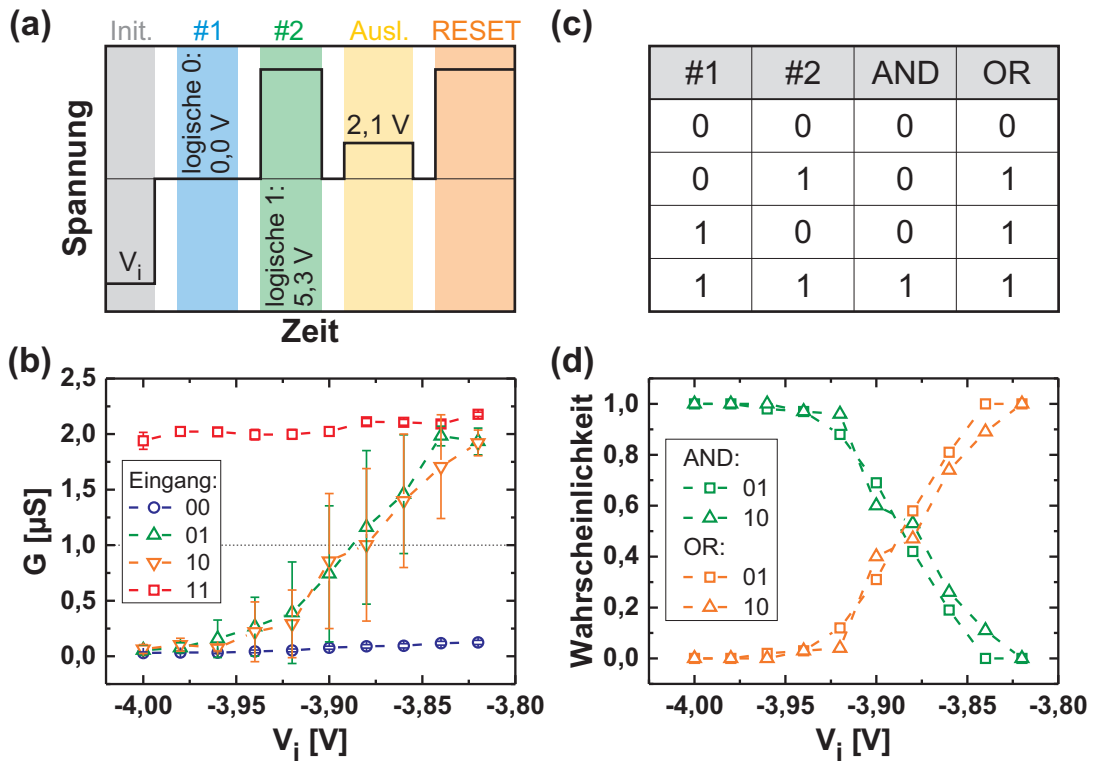 (a)
Init. #1 #2 Ausl. RESET
Spannung
logische 0:
0,0 V
logische 1:
5,3 V
2,1 V
Vi
Zeit
(c)
#1 #2 AND OR
0 0 0 0
0 1 0 1
1 0 0 1
1 1 1 1
(b)
G [µS]
2,5
2,0
1,5
1,0
0,5
0,0
Eingang:
00
01
10
11
-4,00 -3,95 -3,90 -3,85 -3,80
Vi [V]
(d)
Wahrscheinlichkeit
1,0
0,8
0,6
0,4
0,2
0,0
AND:
01
10
OR:
01
10
-4,00 -3,95 -3,90 -3,85 -3,80
Vi [V]